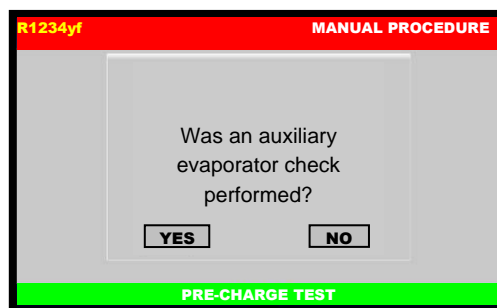 R1234yf MANUAL PROCEDURE
Was an auxiliary
evaporator check
performed?
YES NO
PRE-CHARGE TEST